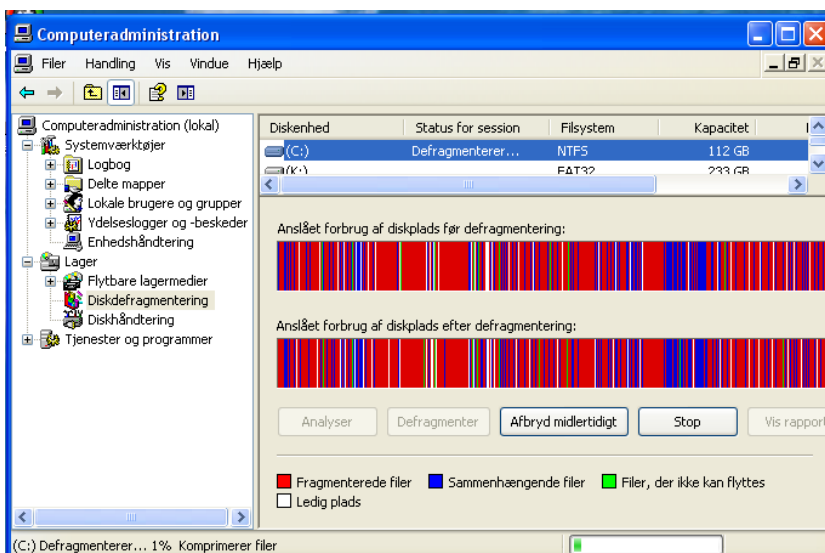 Computeradministration
Filer Handling Vis Vindue Hjælp
Computeradministration (lokal)
Systemværktøjer
Logbog
Delte mapper
Lokale brugere og grupper
Ydelseslogger og -beskeder
Enhedshåndtering
Lager
Flytbare lagermedier
Diskdefragmentering
Diskhåndtering
Tjenester og programmer
Diskenhed Status for session Filsystem Kapacitet
(C:) Defragmenterer... NTFS 112 GB
(K:) FAT32 233 GB
Anslået forbrug af diskplads før defragmentering:
Anslået forbrug af diskplads efter defragmentering:
Analyser Defragmenter Afbryd midlertidigt Stop Vis rapport
Fragmenterede filer Sammenhængende filer Filer, der ikke kan flyttes
Ledig plads
(C:) Defragmenterer... 1% Komprimerer filer